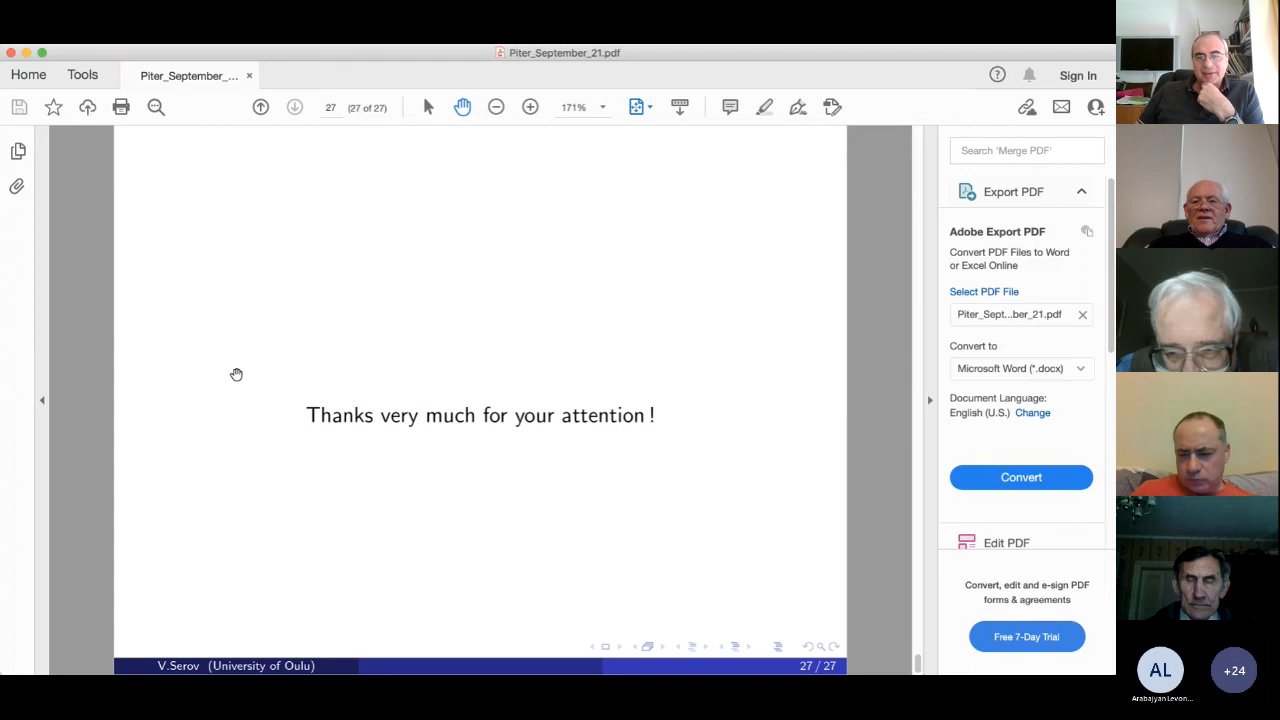 Piter_September_21.pdf
Home
Tools
Piter_September_...
×
Sign In
27
(27 of 27)
171%
Search 'Merge PDF'
Export PDF
Adobe Export PDF
Convert PDF Files to Word
or Excel Online
Select PDF File
Piter_Sept...ber_21.pdf
Convert to
Microsoft Word (*.docx)
Document Language:
English (U.S.) Change
Convert
Edit PDF
Convert, edit and e-sign PDF
forms & agreements
Free 7-Day Trial
Thanks very much for your attention !
V.Serov (University of Oulu)
27 / 27
AL
Arabajyan Levon...
+24